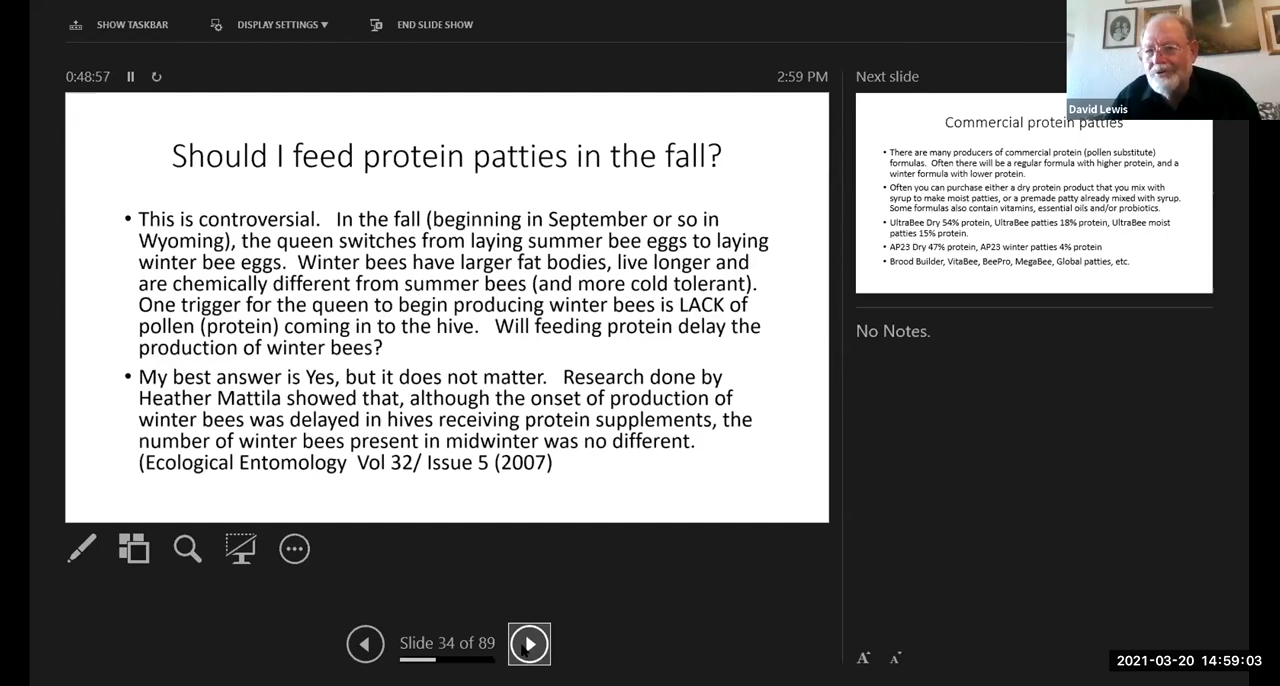 SHOW TASKBAR DISPLAY SETTINGS ▼ END SLIDE SHOW
0:48:57 2:59 PM Next slide
David Lewis
Should I feed protein patties in the fall?
• This is controversial. In the fall (beginning in September or so in
Wyoming), the queen switches from laying summer bee eggs to laying
winter bee eggs. Winter bees have larger fat bodies, live longer and
are chemically different from summer bees (and more cold tolerant).
One trigger for the queen to begin producing winter bees is LACK of
pollen (protein) coming in to the hive. Will feeding protein delay the
production of winter bees?
• My best answer is Yes, but it does not matter. Research done by
Heather Mattila showed that, although the onset of production of
winter bees was delayed in hives receiving protein supplements, the
number of winter bees present in midwinter was no different.
(Ecological Entomology Vol 32/ Issue 5 (2007)
Commercial protein patties
• There are many producers of commercial protein (pollen substitute)
formulas. Often there will be a regular formula with higher protein, and a
winter formula with lower protein.
• Often you can purchase either a dry protein product that you mix with
syrup to make moist patties, or a premade patty already mixed with syrup.
Some formulas also contain vitamins, essential oils and/or probiotics.
• UltraBee Dry 54% protein, UltraBee patties 18% protein, UltraBee moist
patties 15% protein.
• AP23 Dry 47% protein, AP23 winter patties 4% protein
• Brood Builder, VitaBee, BeePro, MegaBee, Global patties, etc.
No Notes.
Slide 34 of 89
A A
2021-03-20 14:59:03